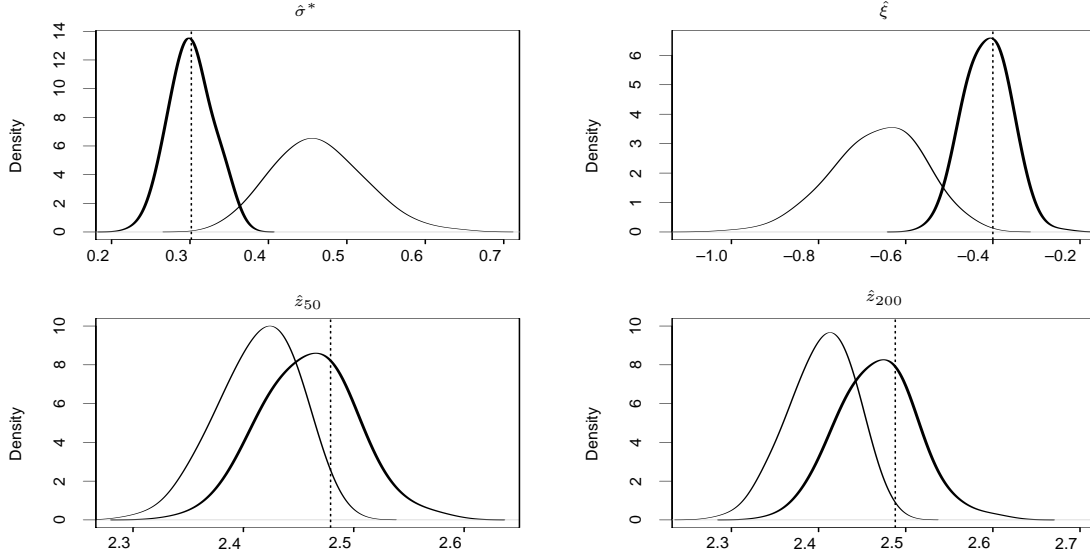 σ̂*
Density
0 2 4 6 8 10 12 14
0.2 0.3 0.4 0.5 0.6 0.7
ξ̂
Density
0 1 2 3 4 5 6
−1.0 −0.8 −0.6 −0.4 −0.2
ẑ50
Density
0 2 4 6 8 10
2.3 2.4 2.5 2.6
ẑ200
Density
0 2 4 6 8 10
2.3 2.4 2.5 2.6 2.7